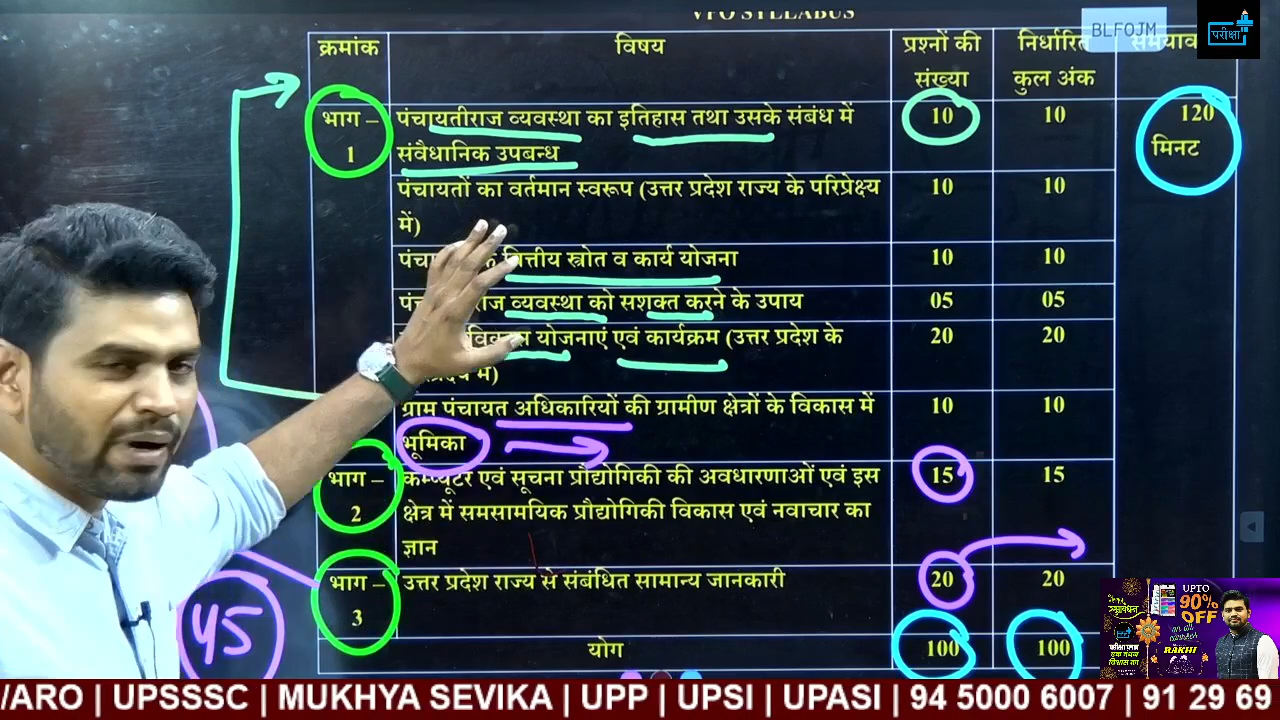 VPO SYLLABUS
BLFOJM
परीक्षा
क्रमांक विषय प्रश्नों की संख्या निर्धारित कुल अंक
भाग – 1 पंचायतीराज व्यवस्था का इतिहास तथा उसके संबंध में 10 10 120
संवैधानिक उपबन्ध मिनट
पंचायतों का वर्तमान स्वरूप (उत्तर प्रदेश राज्य के परिप्रेक्ष्य 10 10
में)
वित्तीय स्त्रोत व कार्य योजना 10 10
व्यवस्था को सशक्त करने के उपाय 05 05
योजनाएं एवं कार्यक्रम (उत्तर प्रदेश के 20 20
में)
ग्राम पंचायत अधिकारियों की ग्रामीण क्षेत्रों के विकास में 10 10
भूमिका
भाग – 2 कम्प्यूटर एवं सूचना प्रौद्योगिकी की अवधारणाओं एवं इस 15 15
क्षेत्र में समसामयिक प्रौद्योगिकी विकास एवं नवाचार का
ज्ञान
भाग – 3 उत्तर प्रदेश राज्य से संबंधित सामान्य जानकारी 20 20
45
योग 100 100
UPTO
90%
OFF
RAKHI
/ARO | UPSSSC | MUKHYA SEVIKA | UPP | UPSI | UPASI | 94 5000 6007 | 91 29 69